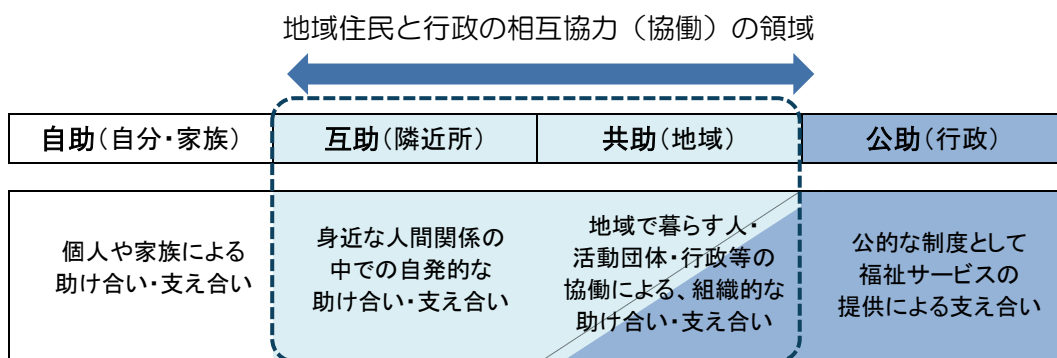 地域住民と行政の相互協力（協働）の領域
自助（自分・家族）
互助（隣近所）
共助（地域）
公助（行政）
個人や家族による
助け合い・支え合い
身近な人間関係の
中での自発的な
助け合い・支え合い
地域で暮らす人・
活動団体・行政等の
協働による、組織的な
助け合い・支え合い
公的な制度として
福祉サービスの
提供による支え合い